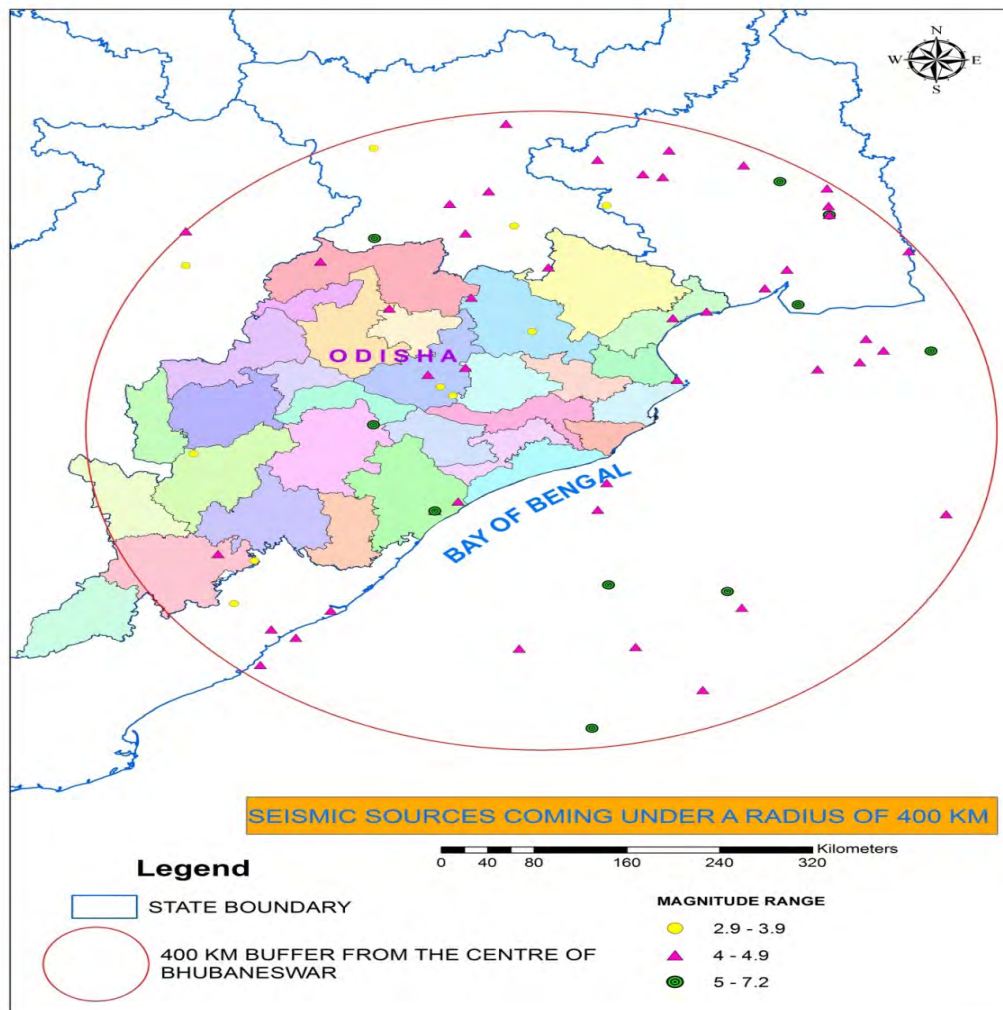 N
W E
S
ODISHA
BAY OF BENGAL
SEISMIC SOURCES COMING UNDER A RADIUS OF 400 KM
Kilometers
0 20 40 80 160 240 320
Legend
STATE BOUNDARY
400 KM BUFFER FROM THE CENTRE OF
BHUBANESWAR
MAGNITUDE RANGE
2.9 - 3.9
4 - 4.9
5 - 7.2